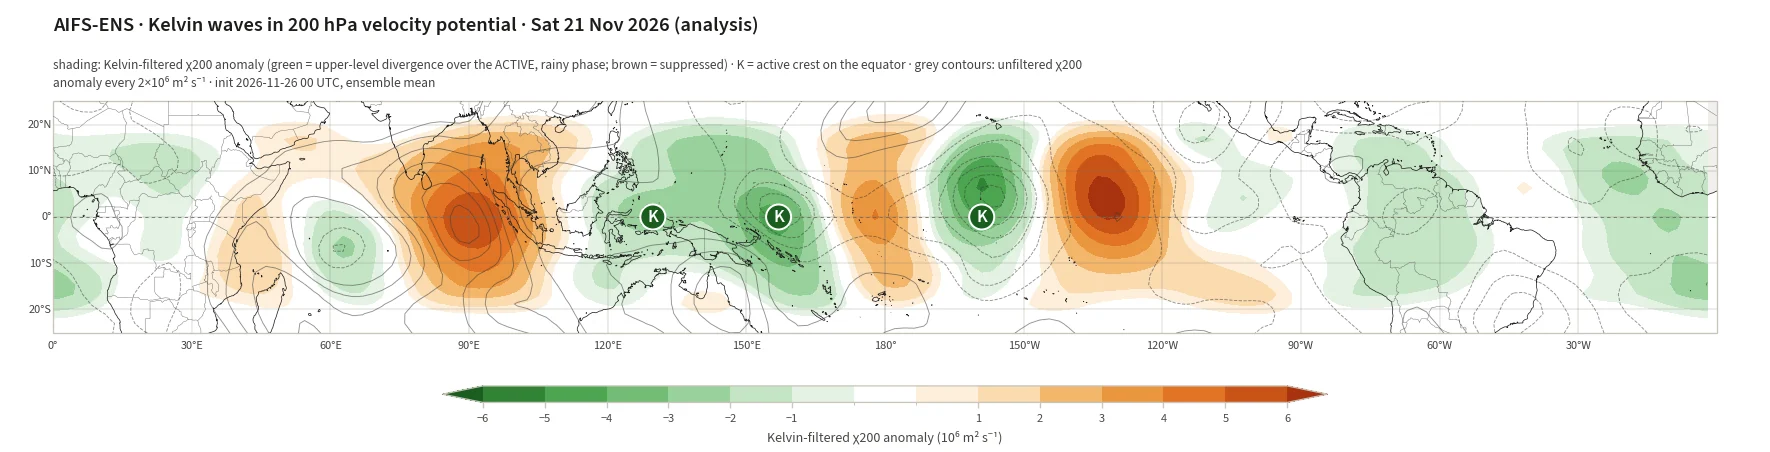 AIFS-ENS · Kelvin waves in 200 hPa velocity potential · Sat 21 Nov 2026 (analysis)
shading: Kelvin-filtered χ200 anomaly (green = upper-level divergence over the ACTIVE, rainy phase; brown = suppressed) · K = active crest on the equator · grey contours: unfiltered χ200
anomaly every 2×10⁶ m² s⁻¹ · init 2026-11-26 00 UTC, ensemble mean
20°N
10°N
0°
10°S
20°S
K K K
0° 30°E 60°E 90°E 120°E 150°E 180° 150°W 120°W 90°W 60°W 30°W
−6 −5 −4 −3 −2 −1 1 2 3 4 5 6
Kelvin-filtered χ200 anomaly (10⁶ m² s⁻¹)